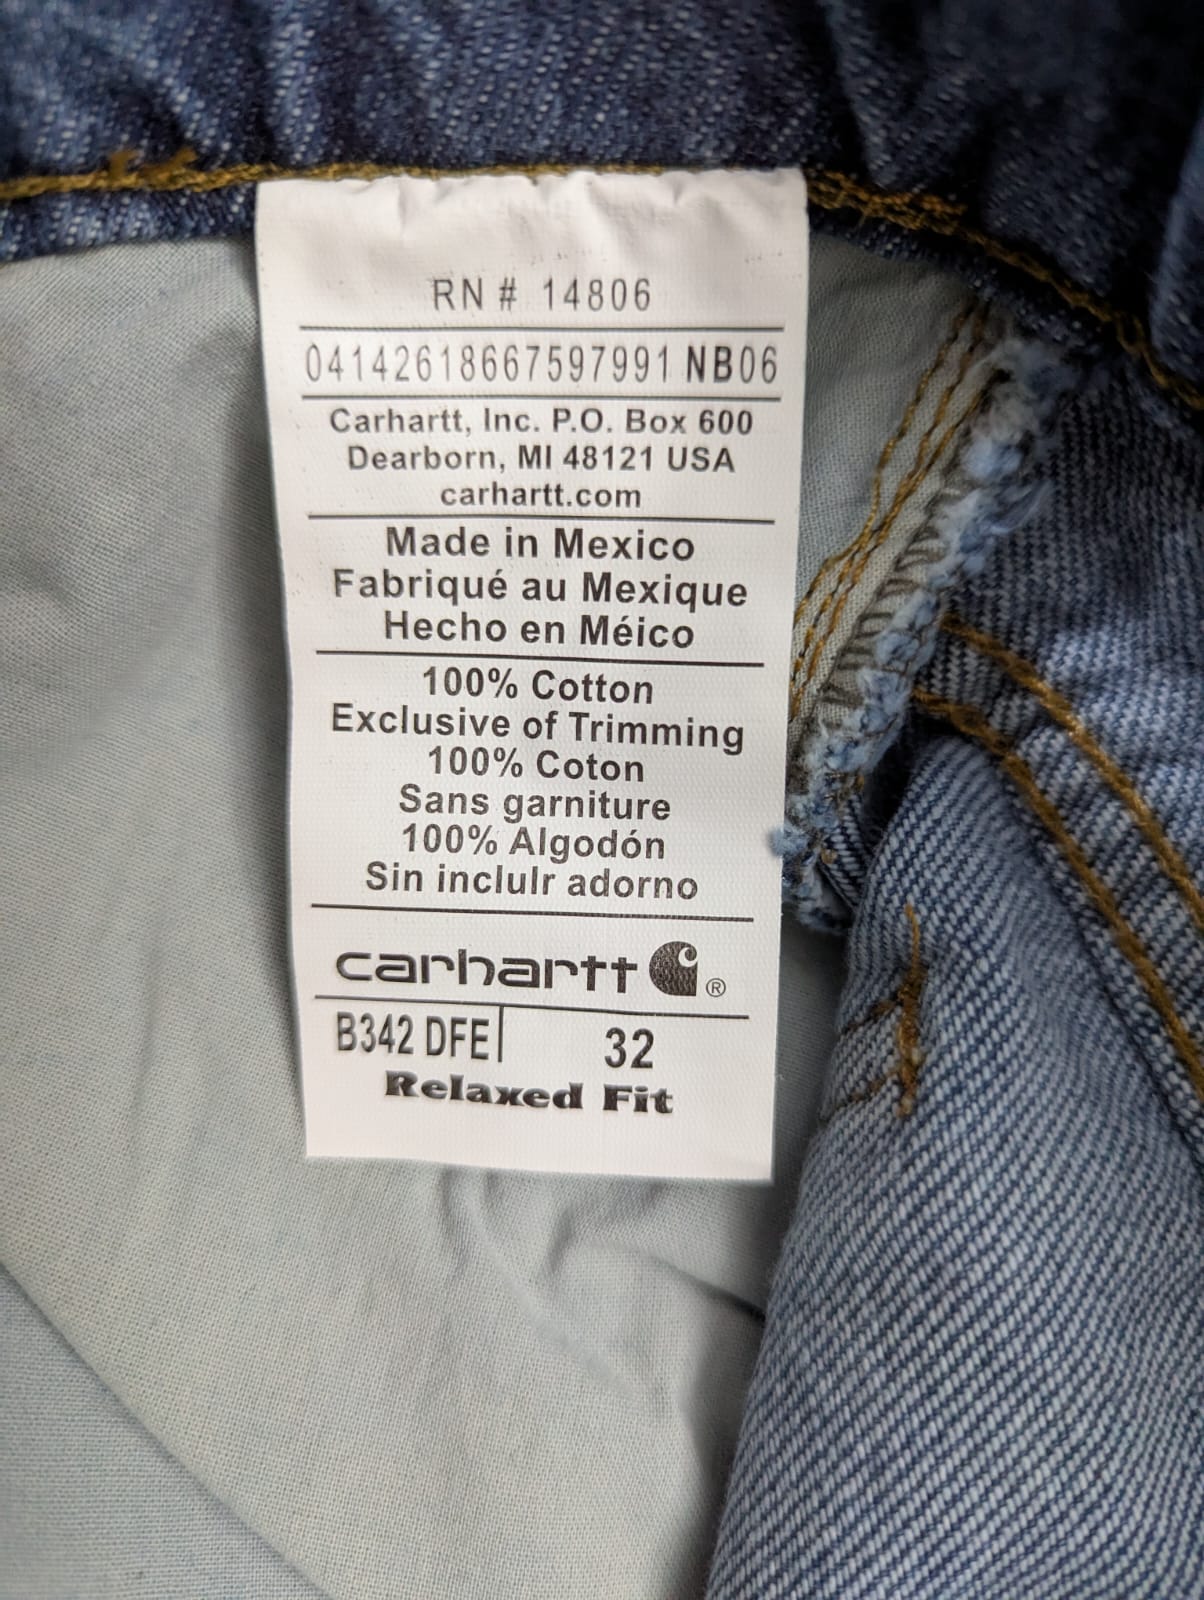 RN # 14806
04142618667597991 NB06
Carhartt, Inc. P.O. Box 600
Dearborn, MI 48121 USA
carhartt.com
Made in Mexico
Fabriqué au Mexique
Hecho en Méico
100% Cotton
Exclusive of Trimming
100% Coton
Sans garniture
100% Algodón
Sin inclulr adorno
carhartt ®
B342 DFE 32
Relaxed Fit